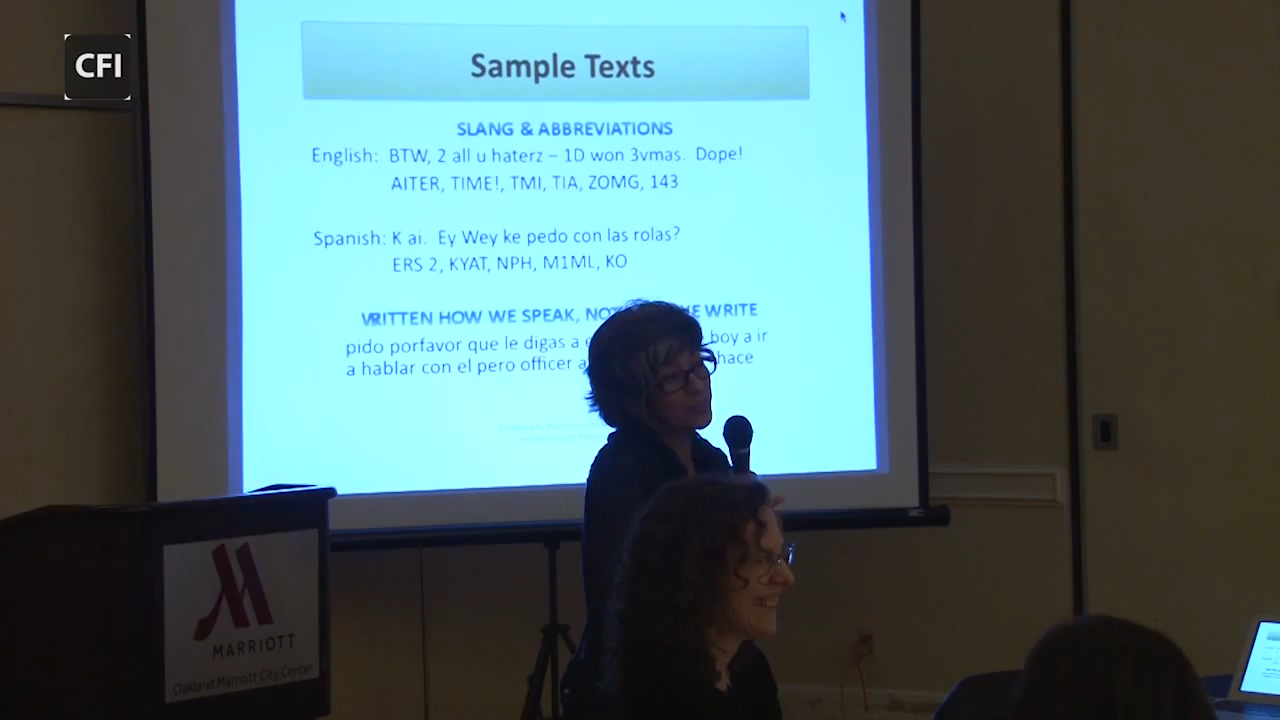 CFI
Sample Texts
SLANG & ABBREVIATIONS
English: BTW, 2 all u haterz – 1D won 3vmas. Dope!
AITER, TIME!, TMI, TIA, ZOMG, 143
Spanish: K ai. Ey Wey ke pedo con las rolas?
ERS 2, KYAT, NPH, M1ML, KO
WRITTEN HOW WE SPEAK, NOT WRITE
pido porfavor que le digas a boy a ir
a hablar con el pero officer hace
MARRIOTT
Oakland Marriott City Center